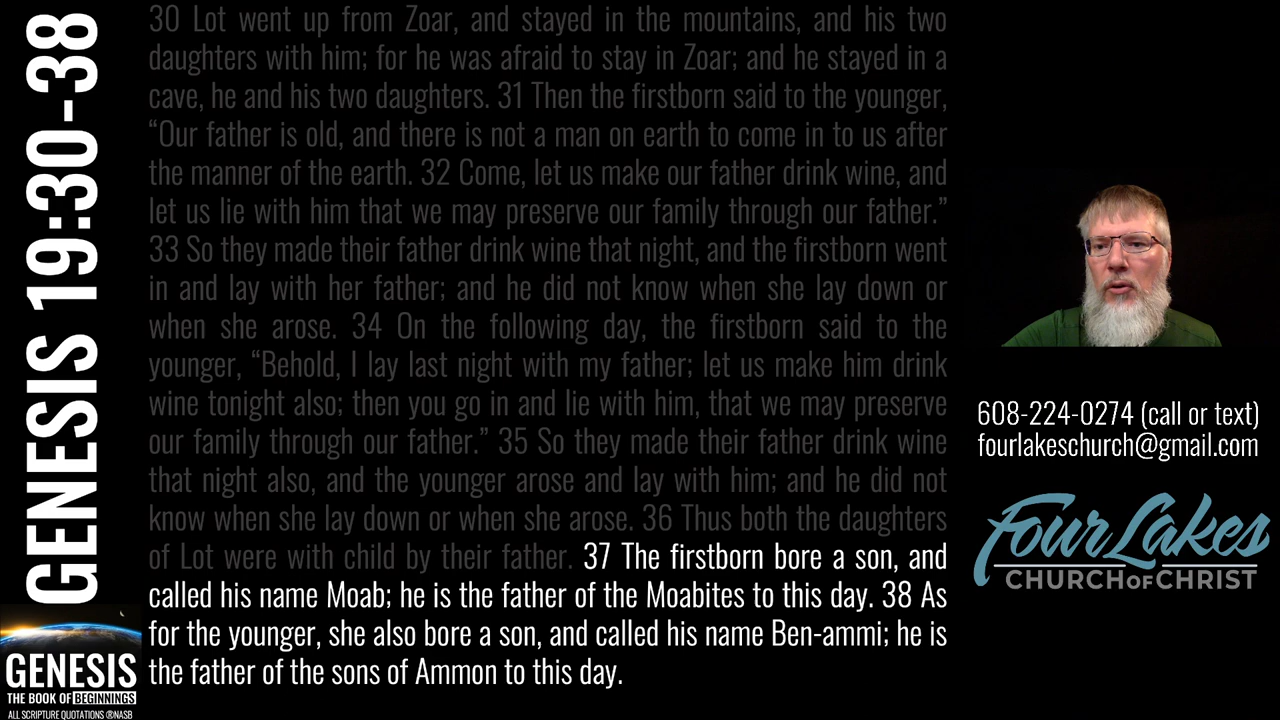 GENESIS 19:30-38
30 Lot went up from Zoar, and stayed in the mountains, and his two
daughters with him; for he was afraid to stay in Zoar; and he stayed in a
cave, he and his two daughters. 31 Then the firstborn said to the younger,
“Our father is old, and there is not a man on earth to come in to us after
the manner of the earth. 32 Come, let us make our father drink wine, and
let us lie with him that we may preserve our family through our father.”
33 So they made their father drink wine that night, and the firstborn went
in and lay with her father; and he did not know when she lay down or
when she arose. 34 On the following day, the firstborn said to the
younger, “Behold, I lay last night with my father; let us make him drink
wine tonight also; then you go in and lie with him, that we may preserve
our family through our father.” 35 So they made their father drink wine
that night also, and the younger arose and lay with him; and he did not
know when she lay down or when she arose. 36 Thus both the daughters
of Lot were with child by their father. 37 The firstborn bore a son, and
called his name Moab; he is the father of the Moabites to this day. 38 As
for the younger, she also bore a son, and called his name Ben-ammi; he is
the father of the sons of Ammon to this day.
GENESIS
THE BOOK OF BEGINNINGS
ALL SCRIPTURE QUOTATIONS ®NASB
608-224-0274 (call or text)
fourlakeschurch@gmail.com
Four Lakes
CHURCH OF CHRIST